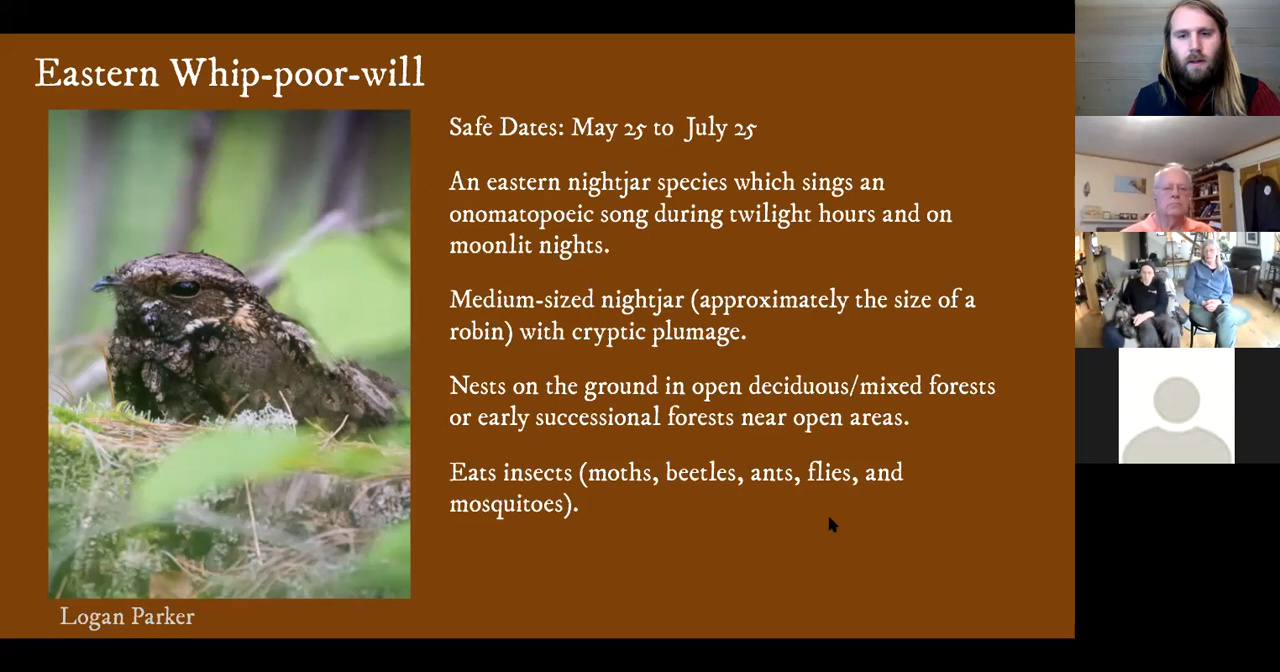 Eastern Whip-poor-will
Safe Dates: May 25 to July 25
An eastern nightjar species which sings an
onomatopoeic song during twilight hours and on
moonlit nights.
Medium-sized nightjar (approximately the size of a
robin) with cryptic plumage.
Nests on the ground in open deciduous/mixed forests
or early successional forests near open areas.
Eats insects (moths, beetles, ants, flies, and
mosquitoes).
Logan Parker